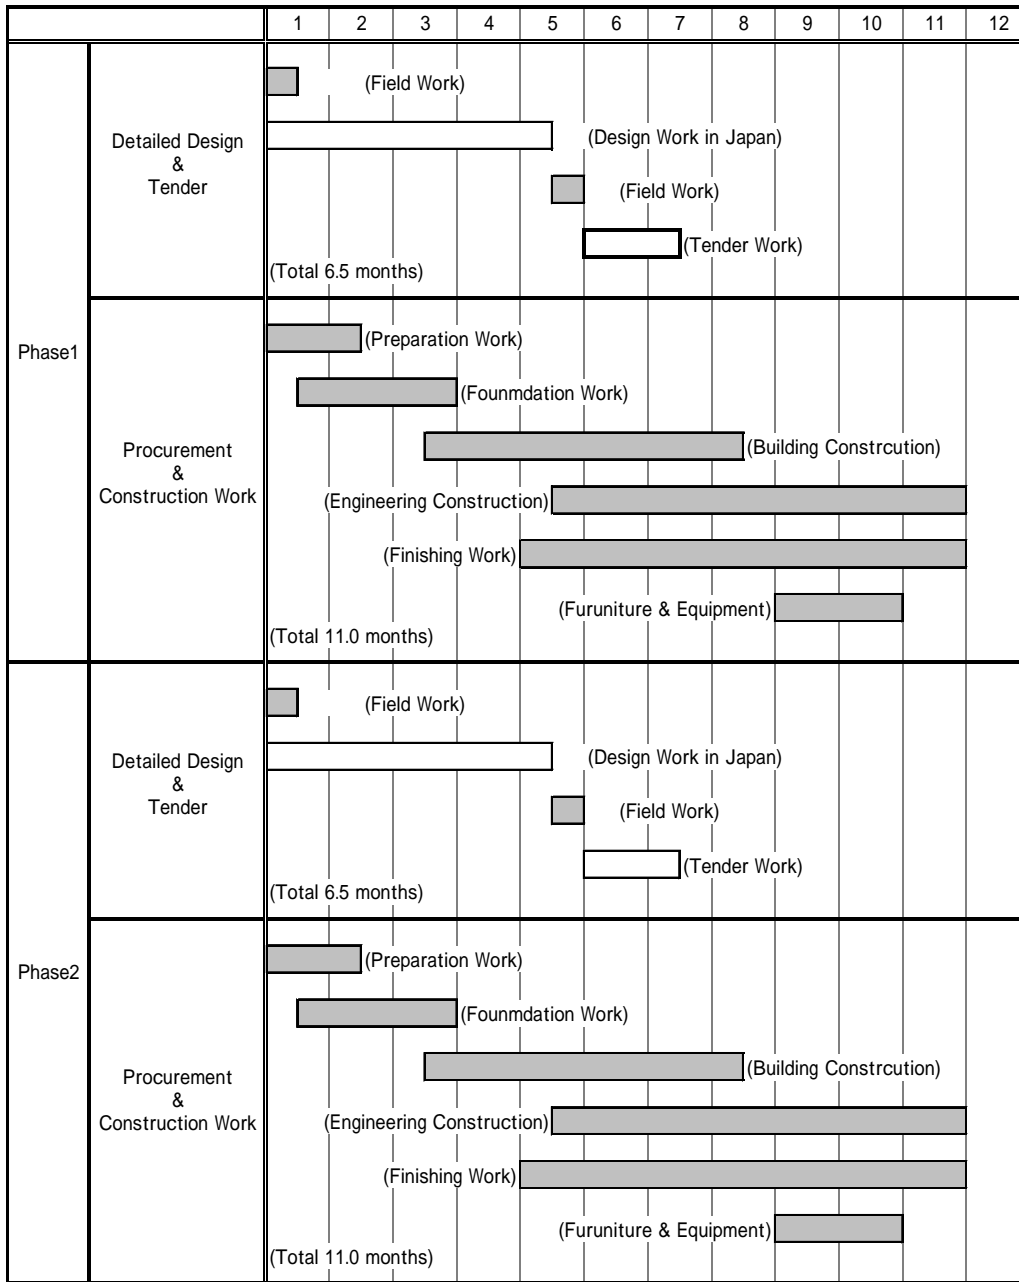 1 2 3 4 5 6 7 8 9 10 11 12
(Field Work)
(Design Work in Japan)
Detailed Design
&
Tender
(Field Work)
(Tender Work)
(Total 6.5 months)
Phase1
(Preparation Work)
(Founmdation Work)
(Building Constrcution)
Procurement
&
Construction Work
(Engineering Construction)
(Finishing Work)
(Furuniture & Equipment)
(Total 11.0 months)
(Field Work)
(Design Work in Japan)
Detailed Design
&
Tender
(Field Work)
(Tender Work)
(Total 6.5 months)
Phase2
(Preparation Work)
(Founmdation Work)
(Building Constrcution)
Procurement
&
Construction Work
(Engineering Construction)
(Finishing Work)
(Furuniture & Equipment)
(Total 11.0 months)